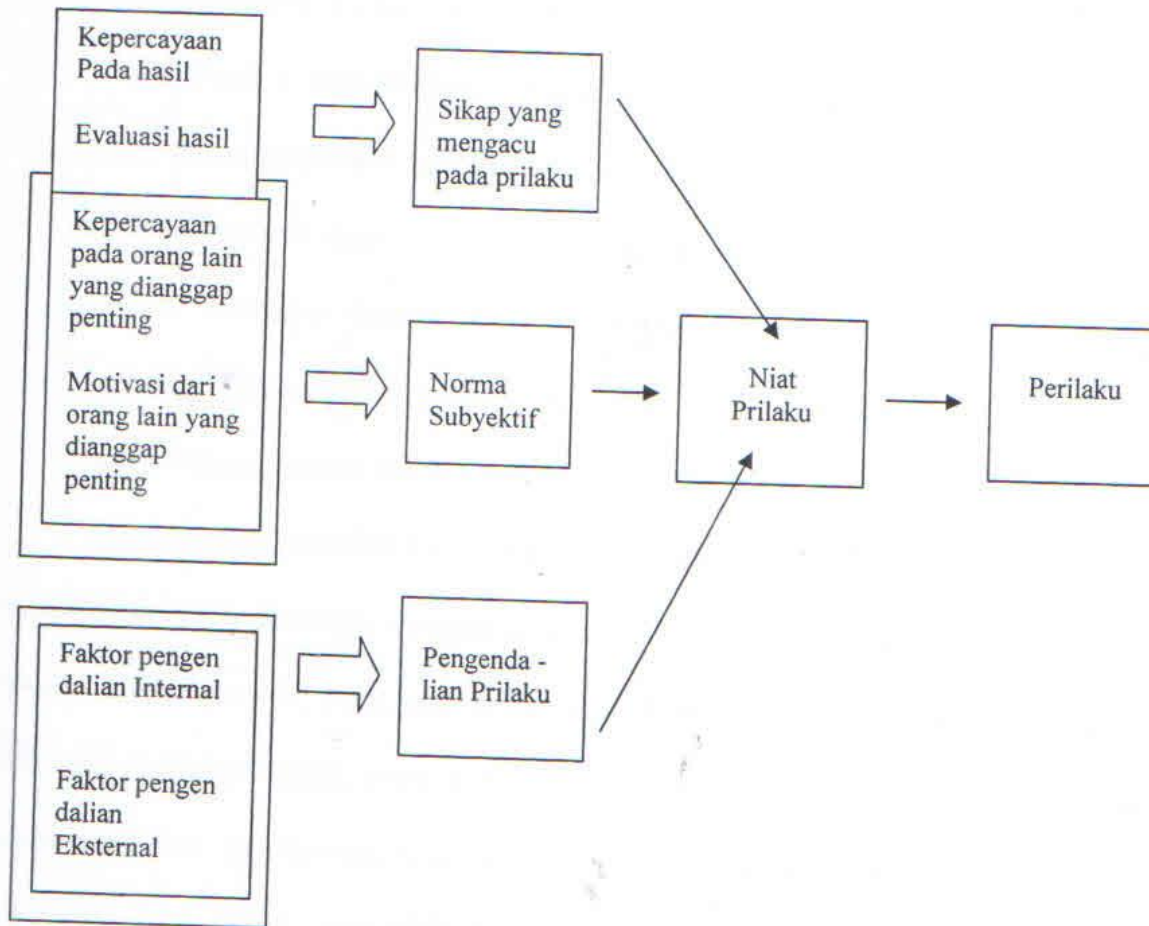 Kepercayaan
Pada hasil
Evaluasi hasil
Sikap yang
mengacu
pada prilaku
Kepercayaan
pada orang lain
yang dianggap
penting
Motivasi dari
orang lain yang
dianggap
penting
Norma
Subyektif
Niat
Prilaku
Perilaku
Faktor pengen
dalian Internal
Faktor pengen
dalian
Eksternal
Pengenda -
lian Prilaku